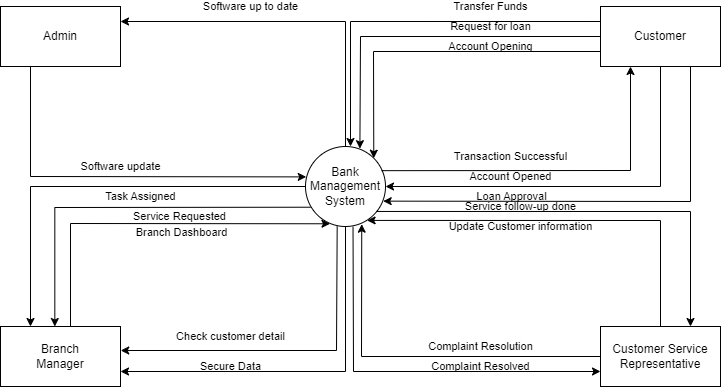 Software up to date
Transfer Funds
Request for loan
Admin
Customer
Account Opening
Transaction Successful
Software update
Bank
Management
System
Account Opened
Task Assigned
Loan Approval
Service follow-up done
Service Requested
Update Customer information
Branch Dashboard
Check customer detail
Complaint Resolution
Branch
Manager
Customer Service
Representative
Secure Data
Complaint Resolved